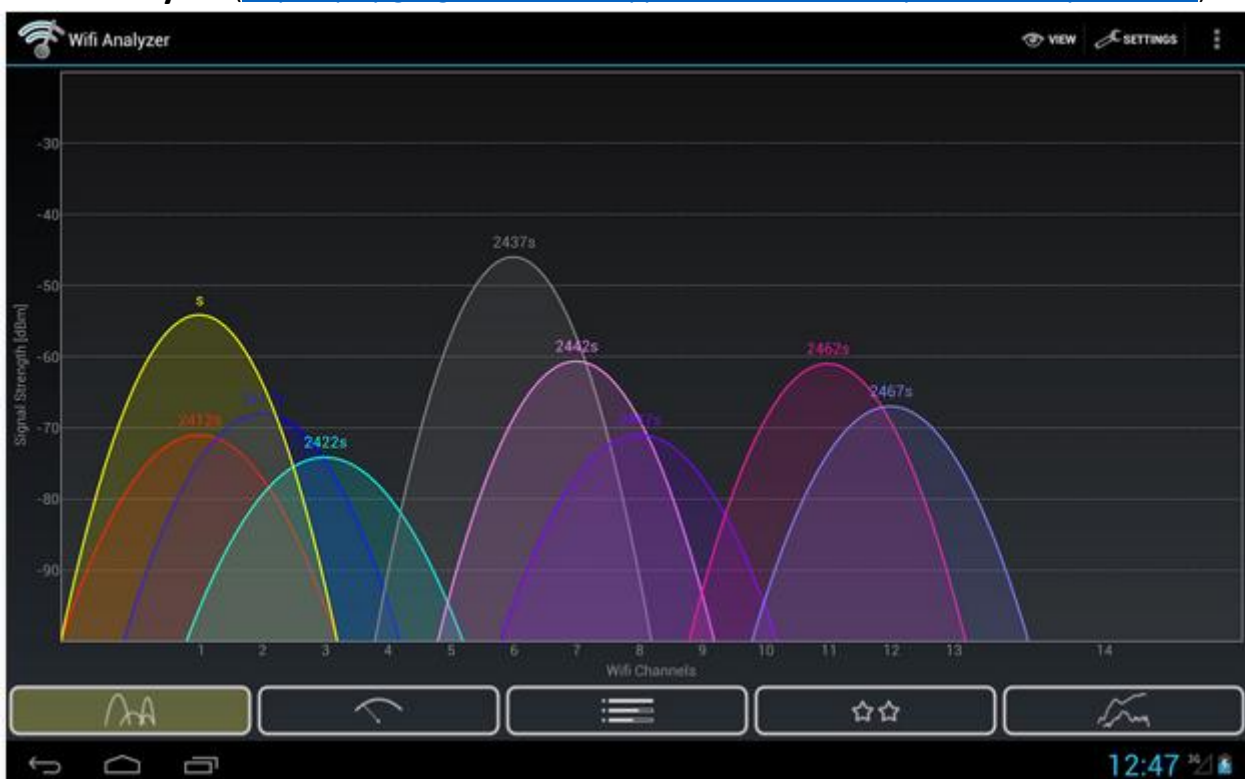 Wifi Analyzer
VIEW
SETTINGS
-30
-40
-50
-60
-70
-80
-90
Signal Strength [dBm]
2437s
s
2442s
2462s
2467s
2412s
2422s
1 2 3 4 5 6 7 8 9 10 11 12 13 14
Wifi Channels
12:47
3G